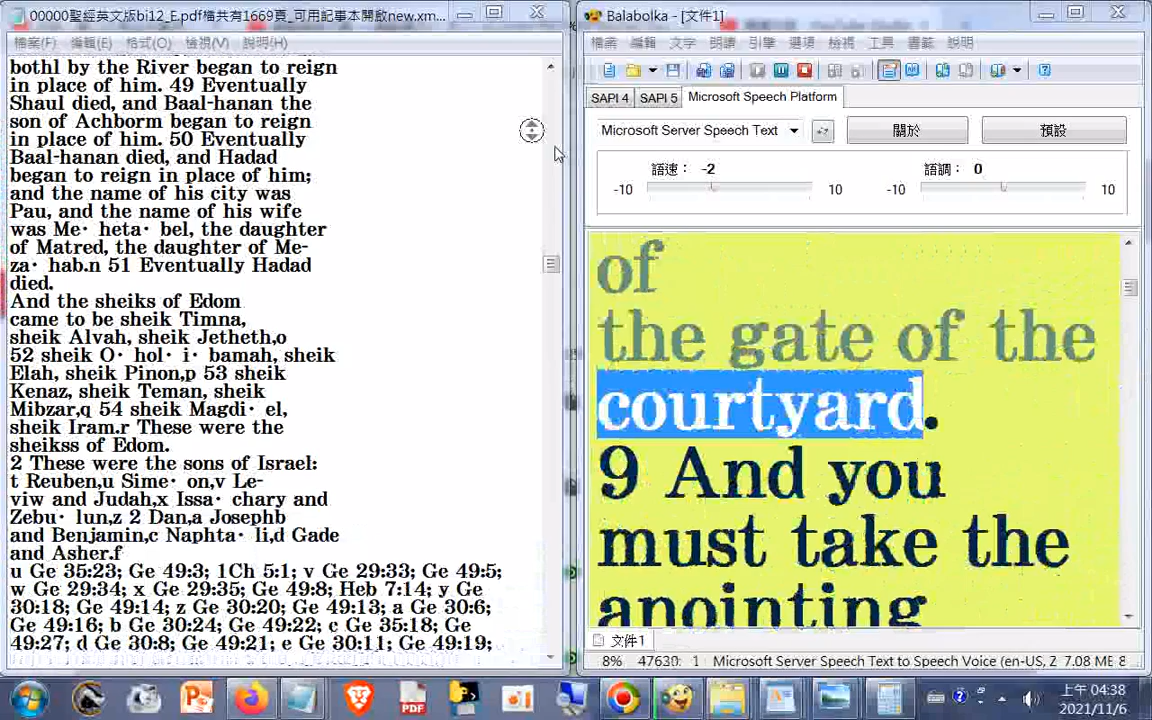 00000聖經英文版bi12_E.pdf檔共有1669頁_可用記事本開啟new.xm...
檔案(F) 編輯(E) 格式(O) 檢視(V) 說明(H)
bothl by the River began to reign
in place of him. 49 Eventually
Shaul died, and Baal-hanan the
son of Achborm began to reign
in place of him. 50 Eventually
Baal-hanan died, and Hadad
began to reign in place of him;
and the name of his city was
Pau, and the name of his wife
was Me· heta· bel, the daughter
of Matred, the daughter of Me-
za· hab.n 51 Eventually Hadad
died.
And the sheiks of Edom
came to be sheik Timna,
sheik Alvah, sheik Jetheth,o
52 sheik O· hol· i· bamah, sheik
Elah, sheik Pinon,p 53 sheik
Kenaz, sheik Teman, sheik
Mibzar,q 54 sheik Magdi· el,
sheik Iram.r These were the
sheikss of Edom.
2 These were the sons of Israel:
t Reuben,u Sime· on,v Le-
viw and Judah,x Issa· chary and
Zebu· lun,z 2 Dan,a Josephb
and Benjamin,c Naphta· li,d Gade
and Asher.f
u Ge 35:23; Ge 49:3; 1Ch 5:1; v Ge 29:33; Ge 49:5;
w Ge 29:34; x Ge 29:35; Ge 49:8; Heb 7:14; y Ge
30:18; Ge 49:14; z Ge 30:20; Ge 49:13; a Ge 30:6;
Ge 49:16; b Ge 30:24; Ge 49:22; c Ge 35:18; Ge
49:27; d Ge 30:8; Ge 49:21; e Ge 30:11; Ge 49:19;
Balabolka - [文件1]
檔案 編輯 文字 朗讀 引擎 選項 檢視 工具 書籤 說明
SAPI 4 SAPI 5 Microsoft Speech Platform
Microsoft Server Speech Text 關於 預設
語速： -2 語調： 0
-10 10 -10 10
of
the gate of the
courtyard.
9 And you
must take the
anointing
文件1
8% 47630: 1 Microsoft Server Speech Text to Speech Voice (en-US, 2 7.08 MB 8
PDF
上午 04:38
2021/11/6